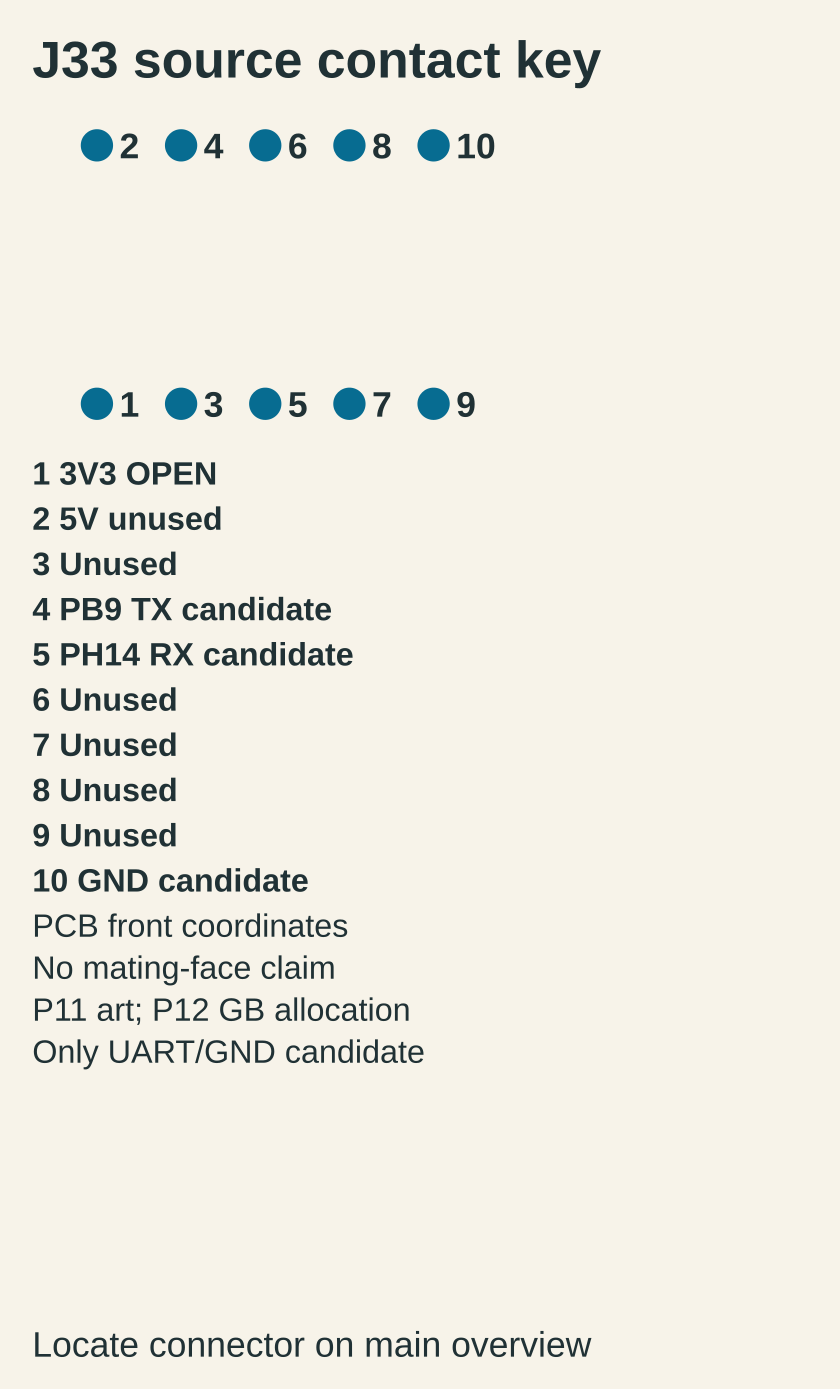 J33 source contact key
2 4 6 8 10
1 3 5 7 9
1 3V3 OPEN
2 5V unused
3 Unused
4 PB9 TX candidate
5 PH14 RX candidate
6 Unused
7 Unused
8 Unused
9 Unused
10 GND candidate
PCB front coordinates
No mating-face claim
P11 art; P12 GB allocation
Only UART/GND candidate
Locate connector on main overview